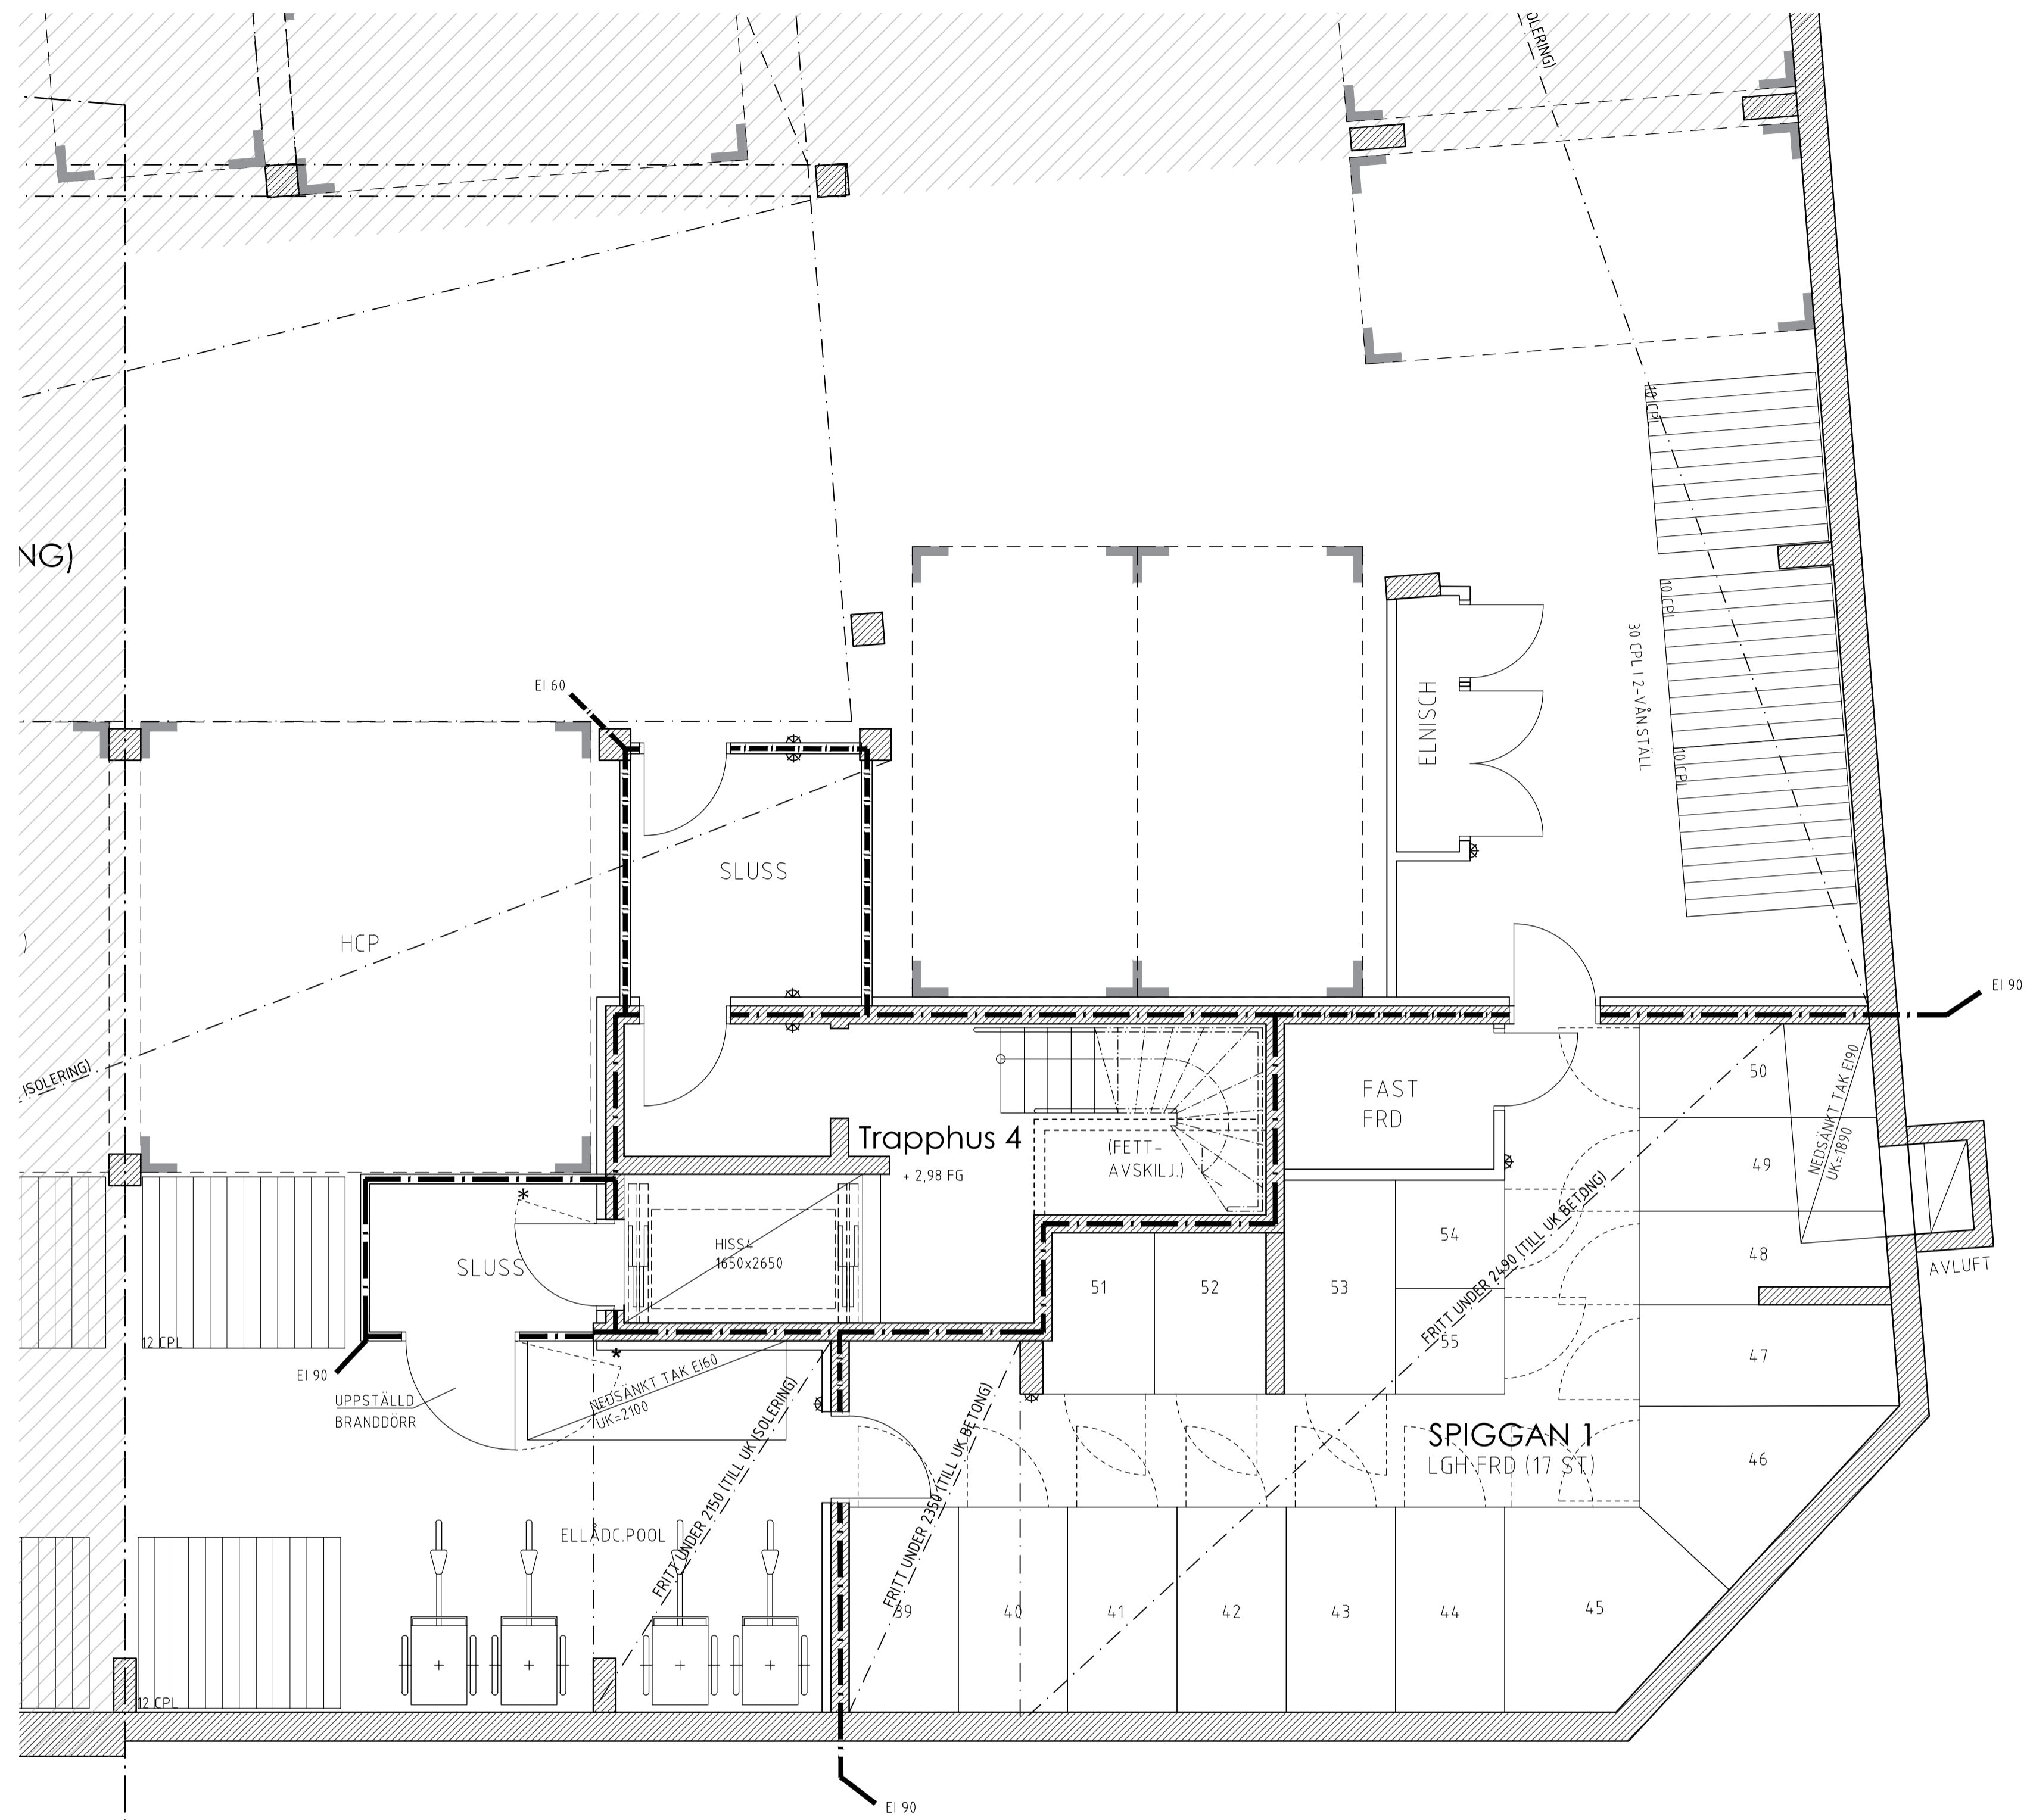 OLERING)
10 CPL
NG)
10 CPL
30 CPL I 2-VÅN.STÄLL
EI 60
ELNISCH
10 CPL
SLUSS
HCP
)
EI 90
ISOLERING)
50
FAST
FRD
NEDSÄNKT TAK EI90
UK=1890
Trapphus 4
(FETT-
AVSKILJ.)
+ 2,98 FG
49
54
FRITT UNDER 2490 (TILL UK BETONG)
48
AVLUFT
HISS4
1650x2650
SLUSS
51
52
53
12 CPL
55
47
EI 90
UPPSTÄLLD
BRANDDÖRR
NEDSÄNKT TAK EI60
UK=2100
FRITT UNDER 2150 (TILL UK ISOLERING)
FRITT UNDER 2350 (TILL UK BETONG)
SPIGGAN 1
LGH FRD (17 ST)
46
ELLÅDC.POOL
39
40
41
42
43
44
45
12 CPL
EI 90